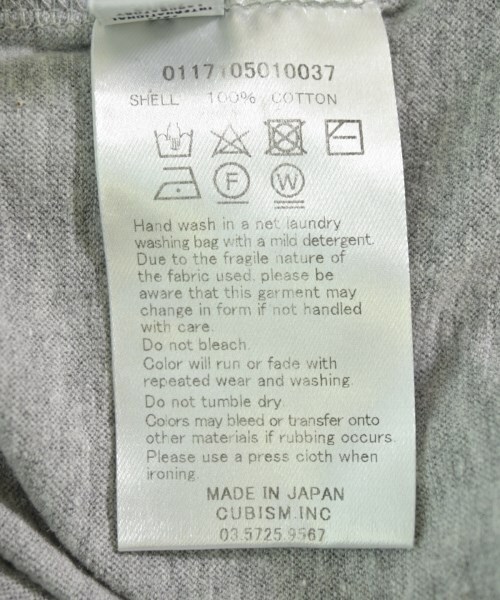 INTERNATIONAL
0117105010037
SHELL 100% COTTON
F W
Hand wash in a net laundry
washing bag with a mild detergent.
Due to the fragile nature of
the fabric used, please be
aware that this garment may
change in form if not handled
with care.
Do not bleach.
Color will run or fade with
repeated wear and washing.
Do not tumble dry.
Colors may bleed or transfer onto
other materials if rubbing occurs.
Please use a press cloth when
ironing.
MADE IN JAPAN
CUBISM.INC
03.5725.9567